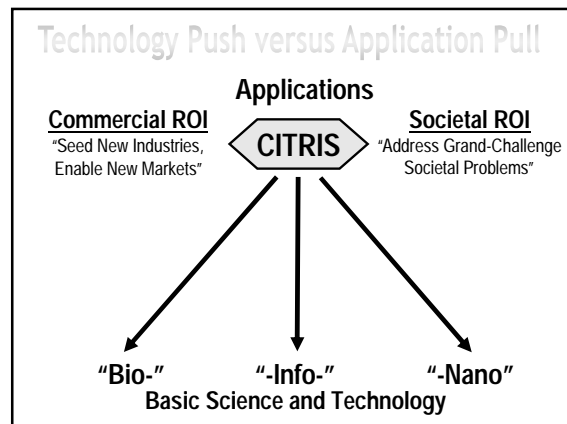 Technology Push versus Application Pull
Applications
Commercial ROI
“Seed New Industries,
Enable New Markets”
CITRIS
Societal ROI
“Address Grand-Challenge
Societal Problems”
“Bio-”
“-Info-”
“-Nano”
Basic Science and Technology